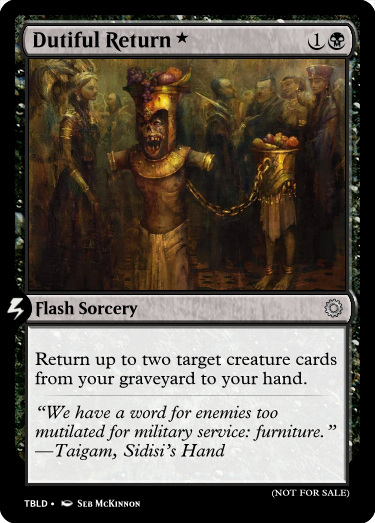 Dutiful Return ★ 1
Flash Sorcery
Return up to two target creature cards
from your graveyard to your hand.
“We have a word for enemies too
mutilated for military service: furniture.”
—Taigam, Sidisi’s Hand
(NOT FOR SALE)
TBLD • Seb McKinnon